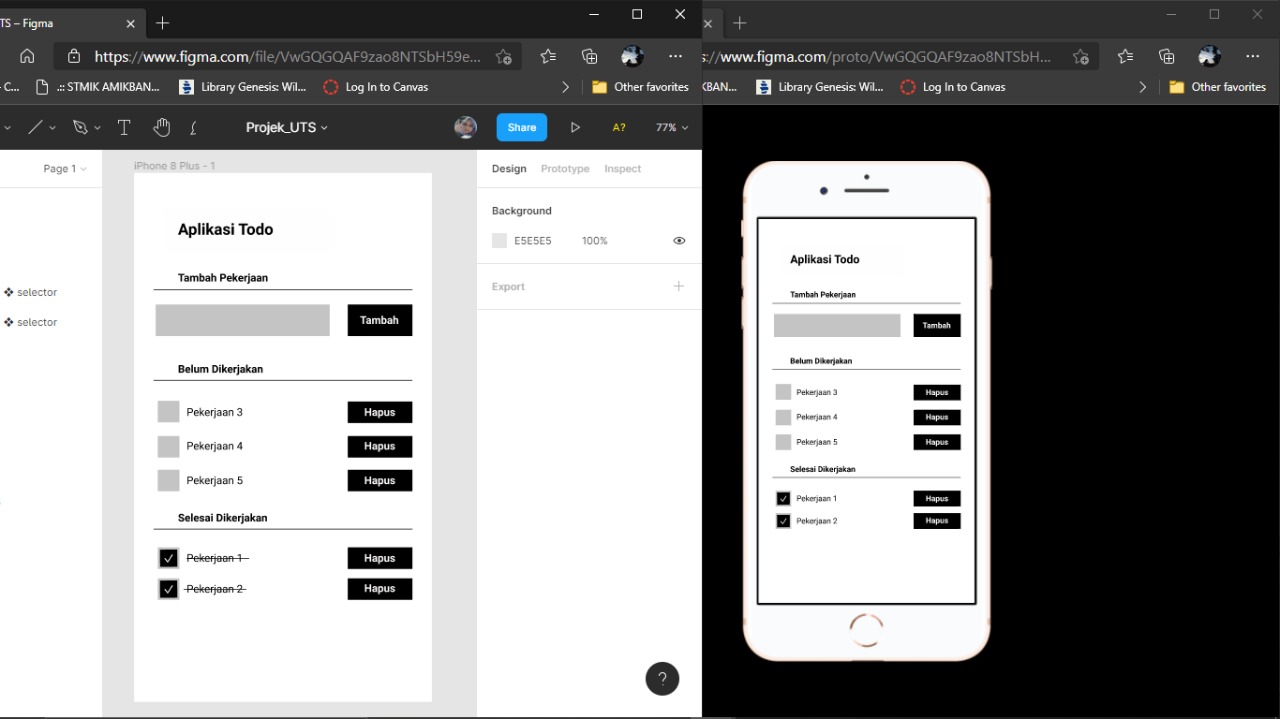 TS – Figma
https://www.figma.com/file/VwGQGQAF9zao8NTSbH59e...
- C...
.:: STMIK AMIKBAN...
Library Genesis: Wil...
Log In to Canvas
Other favorites
Projek_UTS
Share
A?
77%
Page 1
selector
selector
iPhone 8 Plus - 1
Aplikasi Todo
Tambah Pekerjaan
Tambah
Belum Dikerjakan
Pekerjaan 3
Hapus
Pekerjaan 4
Hapus
Pekerjaan 5
Hapus
Selesai Dikerjakan
Pekerjaan 1
Hapus
Pekerjaan 2
Hapus
Design
Prototype
Inspect
Background
E5E5E5
100%
Export
?
s://www.figma.com/proto/VwGQGQAF9zao8NTSbH...
KBAN...
Library Genesis: Wil...
Log In to Canvas
Other favorites
Aplikasi Todo
Tambah Pekerjaan
Tambah
Belum Dikerjakan
Pekerjaan 3
Hapus
Pekerjaan 4
Hapus
Pekerjaan 5
Hapus
Selesai Dikerjakan
Pekerjaan 1
Hapus
Pekerjaan 2
Hapus